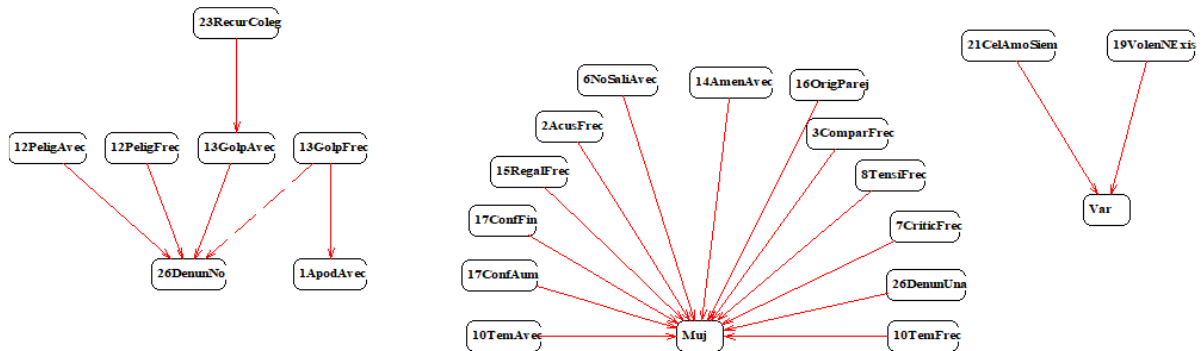 23RecurColeg
21CelAmoSiem
19VolenNExis
6NoSaliAvec
14AmenAvec
16OrigParej
2AcusFrec
3ComparFrec
12PeligAvec
12PeligFrec
13GolpAvec
13GolpFrec
15RegalFrec
8TensiFrec
Var
17ConfFin
7CriticFrec
26DenunNo
1ApodAvec
17ConfAum
26DenunUna
10TemAvec
Muj
10TemFrec